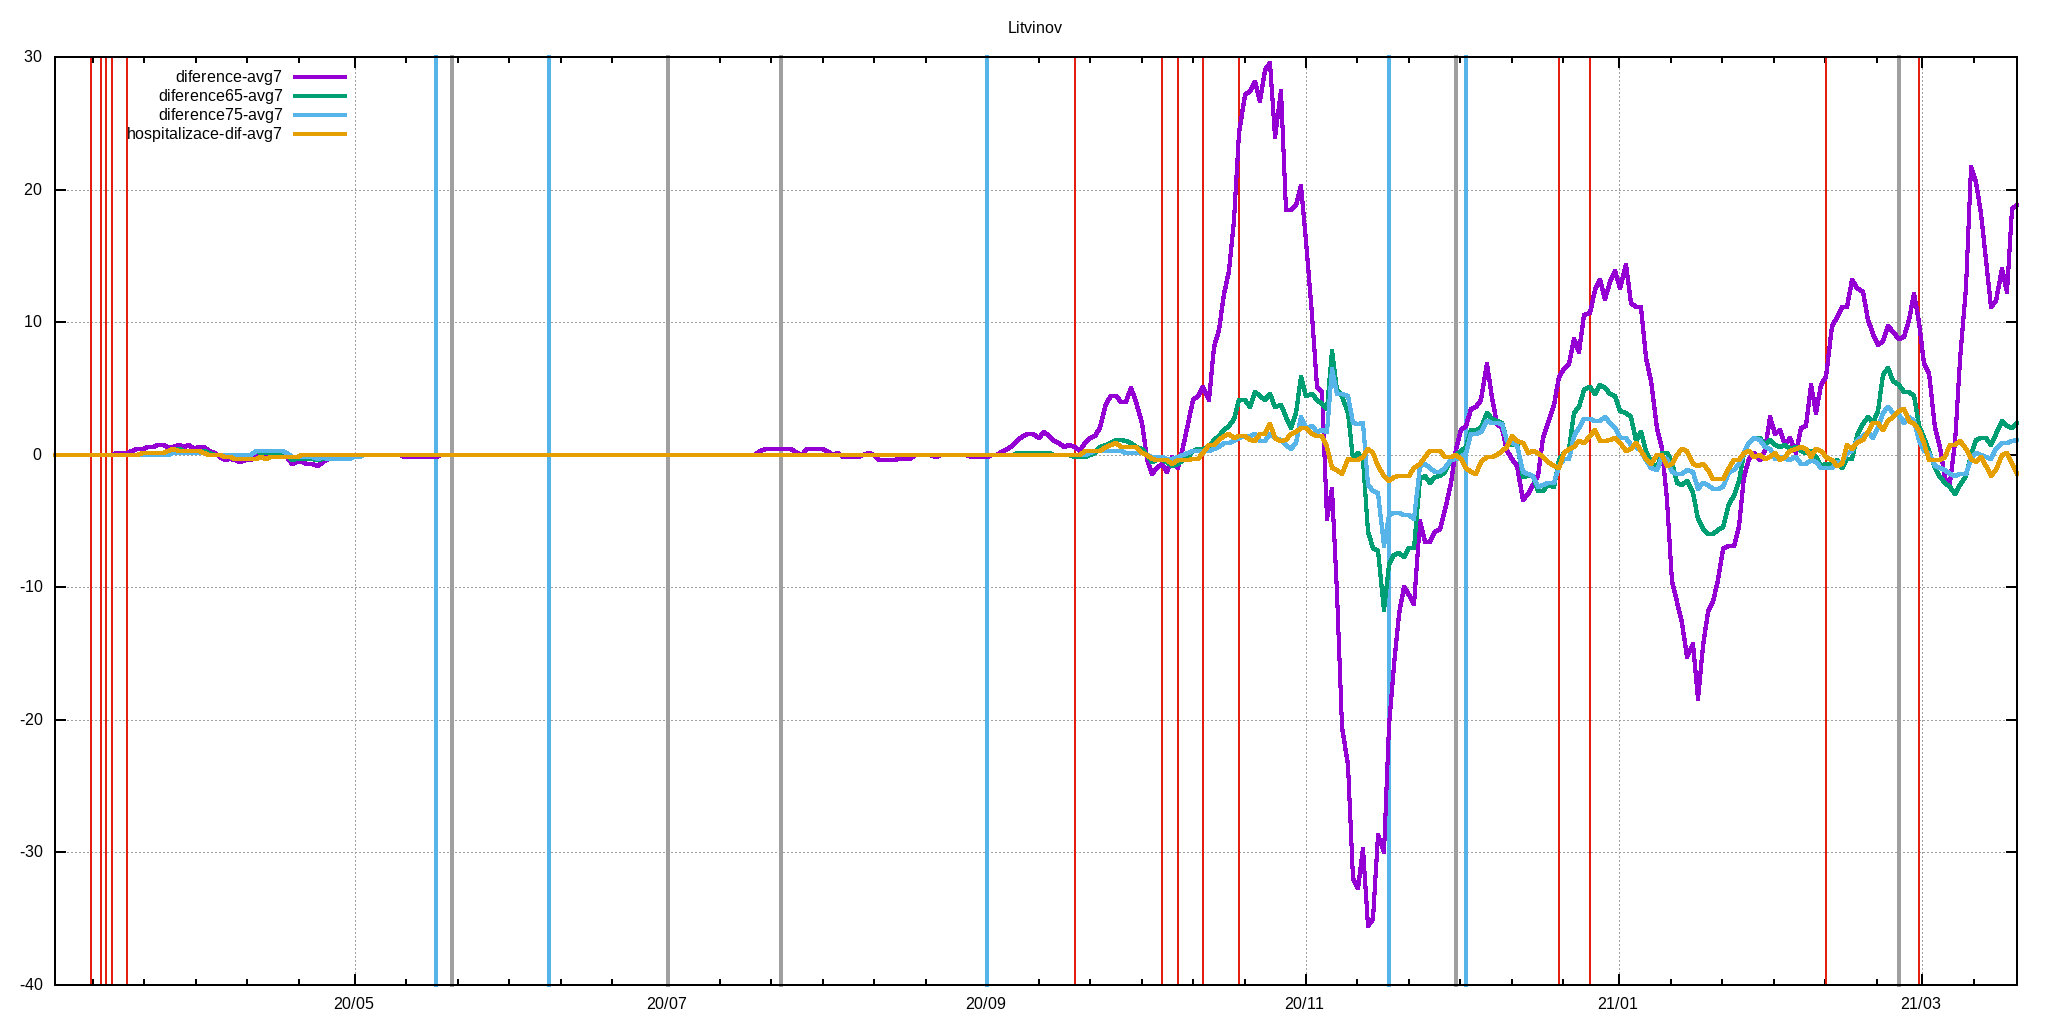 Litvinov
30
diference-avg7
diference65-avg7
diference75-avg7
hospitalizace-dif-avg7
20
10
0
-10
-20
-30
-40
20/05 20/07 20/09 20/11 21/01 21/03